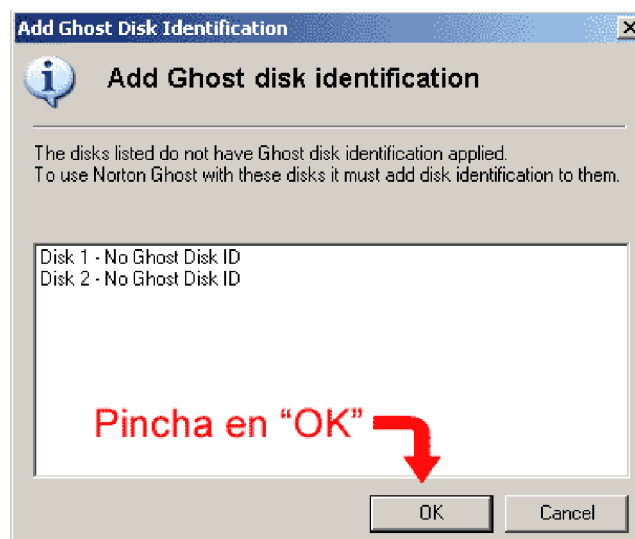 Add Ghost Disk Identification
Add Ghost disk identification
The disks listed do not have Ghost disk identification applied.
To use Norton Ghost with these disks it must add disk identification to them.
Disk 1 - No Ghost Disk ID
Disk 2 - No Ghost Disk ID
Pincha en “OK”
OK
Cancel